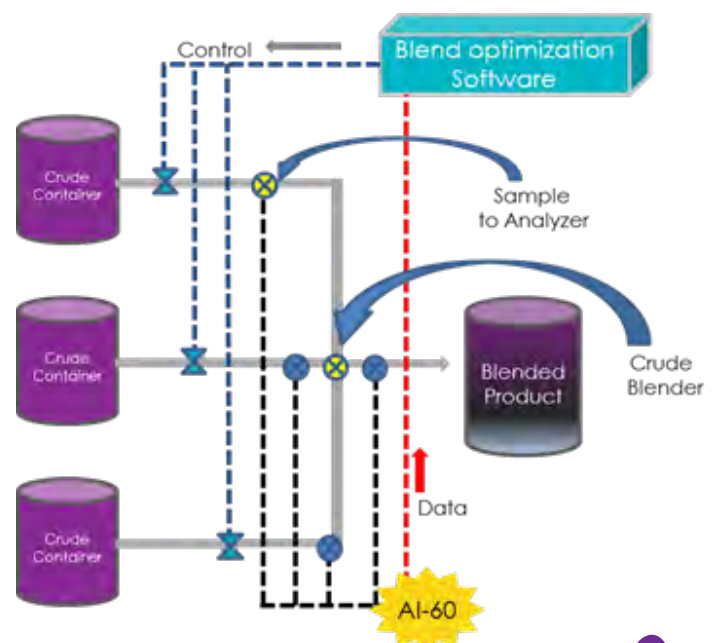 Control
Blend optimization
Software
Crude
Container
Sample
to Analyzer
Crude
Container
Blended
Product
Crude
Blender
Data
Crude
Container
AI-60